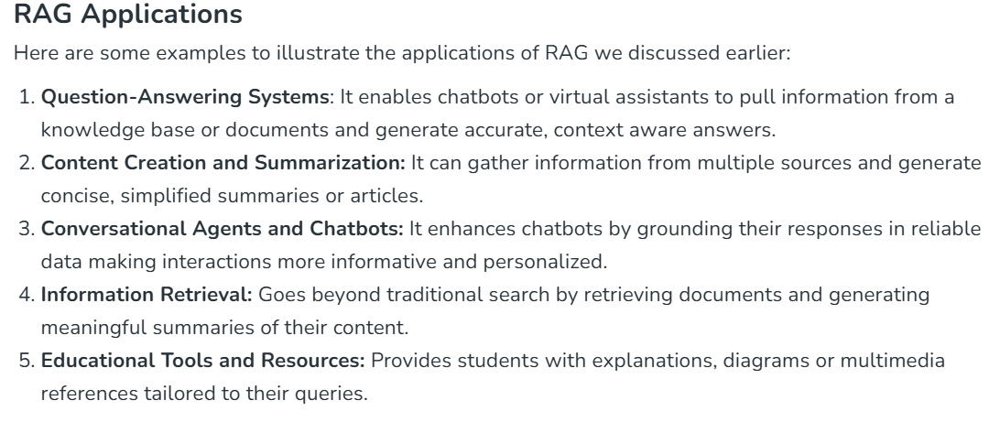 RAG Applications
Here are some examples to illustrate the applications of RAG we discussed earlier:
1. Question-Answering Systems: It enables chatbots or virtual assistants to pull information from a
knowledge base or documents and generate accurate, context aware answers.
2. Content Creation and Summarization: It can gather information from multiple sources and generate
concise, simplified summaries or articles.
3. Conversational Agents and Chatbots: It enhances chatbots by grounding their responses in reliable
data making interactions more informative and personalized.
4. Information Retrieval: Goes beyond traditional search by retrieving documents and generating
meaningful summaries of their content.
5. Educational Tools and Resources: Provides students with explanations, diagrams or multimedia
references tailored to their queries.